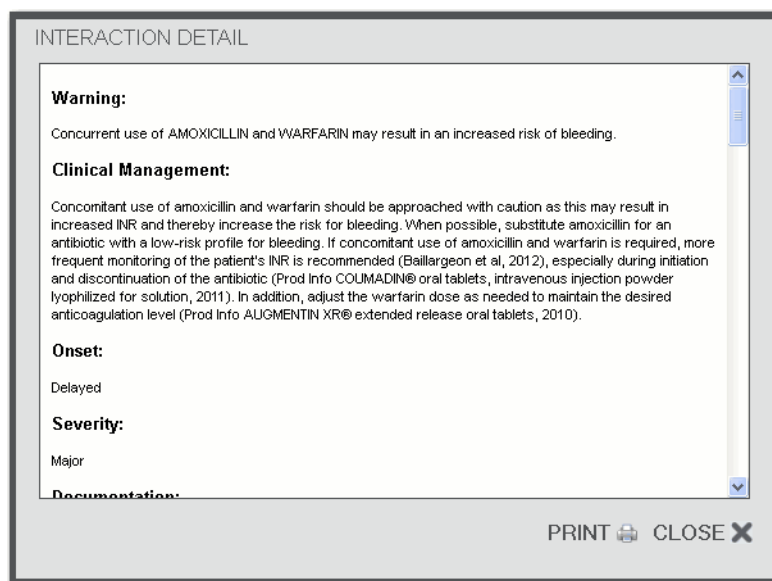 INTERACTION DETAIL
Warning:
Concurrent use of AMOXICILLIN and WARFARIN may result in an increased risk of bleeding.
Clinical Management:
Concomitant use of amoxicillin and warfarin should be approached with caution as this may result in
increased INR and thereby increase the risk for bleeding. When possible, substitute amoxicillin for an
antibiotic with a low-risk profile for bleeding. If concomitant use of amoxicillin and warfarin is required, more
frequent monitoring of the patient's INR is recommended (Baillargeon et al, 2012), especially during initiation
and discontinuation of the antibiotic (Prod Info COUMADIN® oral tablets, intravenous injection powder
lyophilized for solution, 2011). In addition, adjust the warfarin dose as needed to maintain the desired
anticoagulation level (Prod Info AUGMENTIN XR® extended release oral tablets, 2010).
Onset:
Delayed
Severity:
Major
Documentation:
PRINT CLOSE